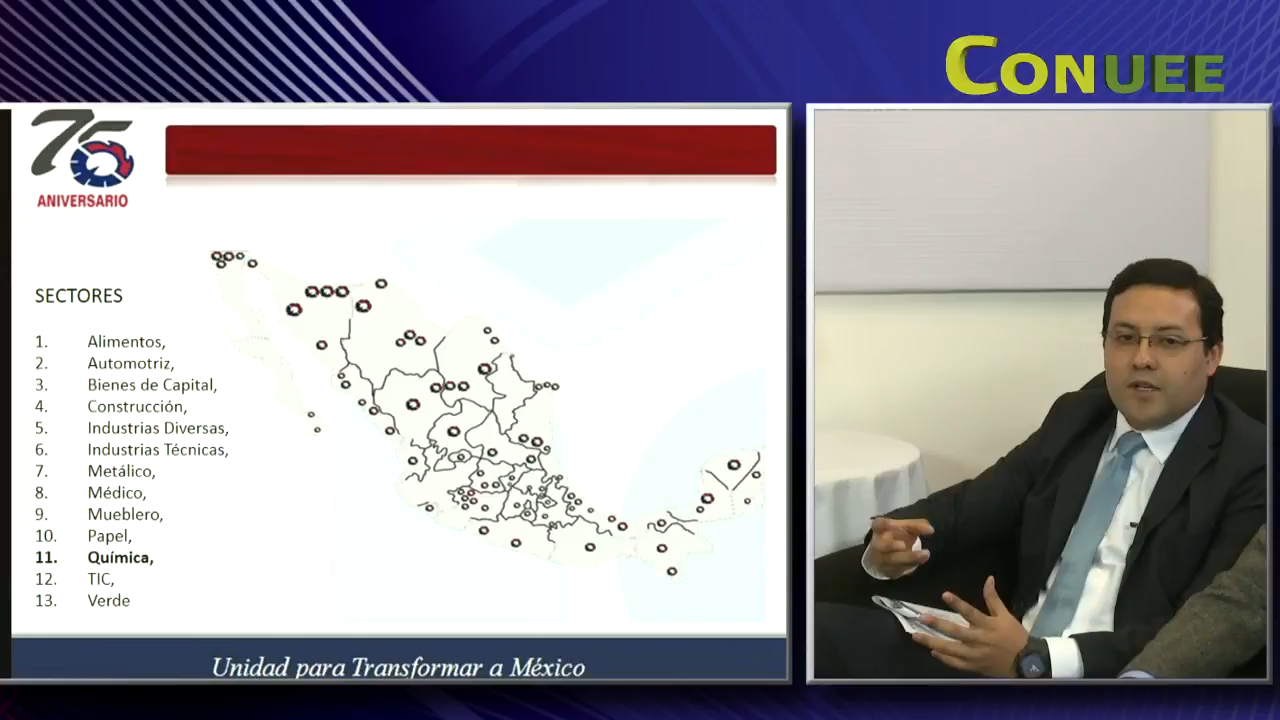 CONUEE
75
ANIVERSARIO
SECTORES
1. Alimentos,
2. Automotriz,
3. Bienes de Capital,
4. Construcción,
5. Industrias Diversas,
6. Industrias Técnicas,
7. Metálico,
8. Médico,
9. Mueblero,
10. Papel,
11. Química,
12. TIC,
13. Verde
Unidad para Transformar a México